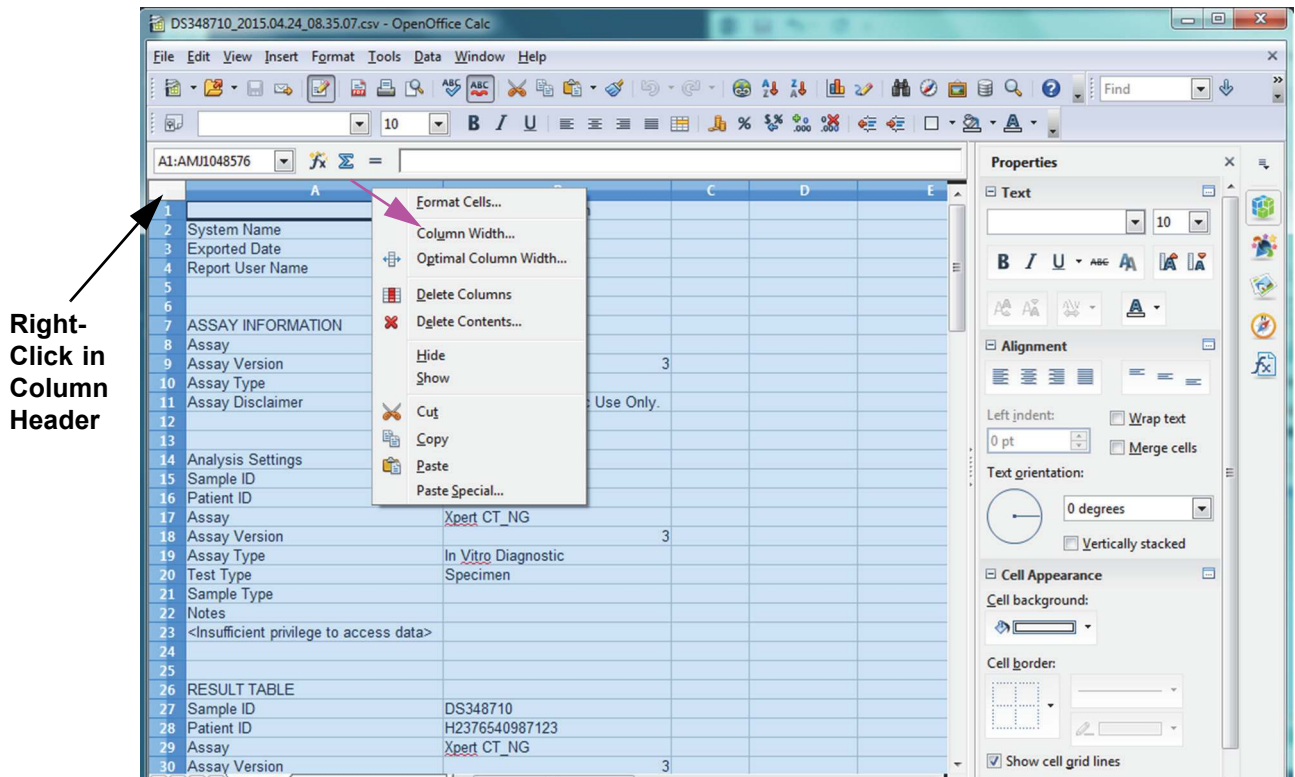 DS348710_2015.04.24_08.35.07.csv - OpenOffice Calc
File Edit View Insert Format Tools Data Window Help
Find
10
A1:AMJ1048576
A C D E
1
2 System Name
3 Exported Date
4 Report User Name
5
6
7 ASSAY INFORMATION
8 Assay
9 Assay Version 3
10 Assay Type
11 Assay Disclaimer Use Only.
12
13
14 Analysis Settings
15 Sample ID
16 Patient ID
17 Assay Xpert CT_NG
18 Assay Version 3
19 Assay Type In Vitro Diagnostic
20 Test Type Specimen
21 Sample Type
22 Notes
23 <Insufficient privilege to access data>
24
25
26 RESULT TABLE
27 Sample ID DS348710
28 Patient ID H2376540987123
29 Assay Xpert CT_NG
30 Assay Version 3
Format Cells...
Column Width...
Optimal Column Width...
Delete Columns
Delete Contents...
Hide
Show
Cut
Copy
Paste
Paste Special...
Right-
Click in
Column
Header
Properties
Text
10
Alignment
Left indent:
Wrap text
0 pt
Merge cells
Text orientation:
0 degrees
Vertically stacked
Cell Appearance
Cell background:
Cell border:
Show cell grid lines